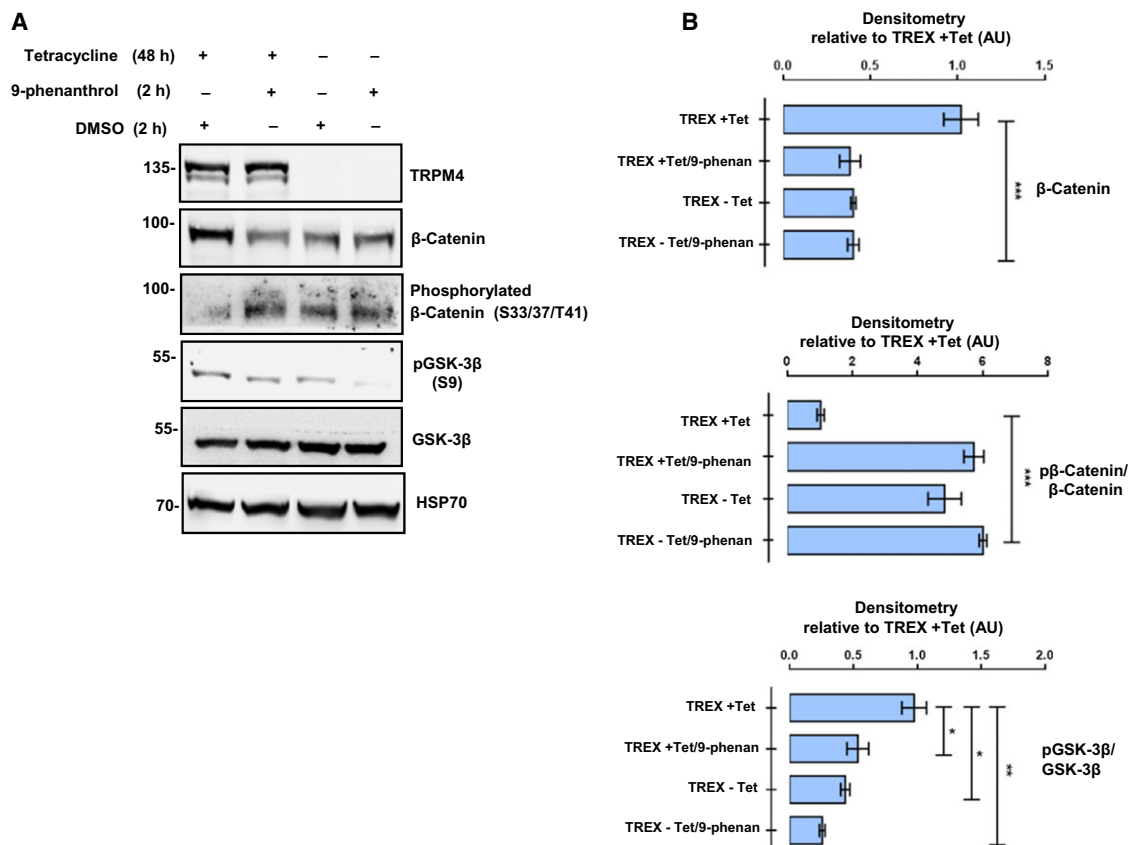 A
Tetracycline (48 h) + + – –
9-phenanthrol (2 h) – + – +
DMSO (2 h) + – + –
135-
TRPM4
100-
β-Catenin
100-
Phosphorylated
β-Catenin (S33/37/T41)
55-
pGSK-3β
(S9)
55-
GSK-3β
70-
HSP70
B
Densitometry
relative to TREX +Tet (AU)
0.0 0.5 1.0 1.5
TREX +Tet
TREX +Tet/9-phenan
TREX - Tet
TREX - Tet/9-phenan
***
β-Catenin
Densitometry
relative to TREX +Tet (AU)
0 2 4 6 8
TREX +Tet
TREX +Tet/9-phenan
TREX - Tet
TREX - Tet/9-phenan
***
pβ-Catenin/
β-Catenin
Densitometry
relative to TREX +Tet (AU)
0.0 0.5 1.0 1.5 2.0
TREX +Tet
TREX +Tet/9-phenan
TREX - Tet
TREX - Tet/9-phenan
*
*
**
pGSK-3β/
GSK-3β